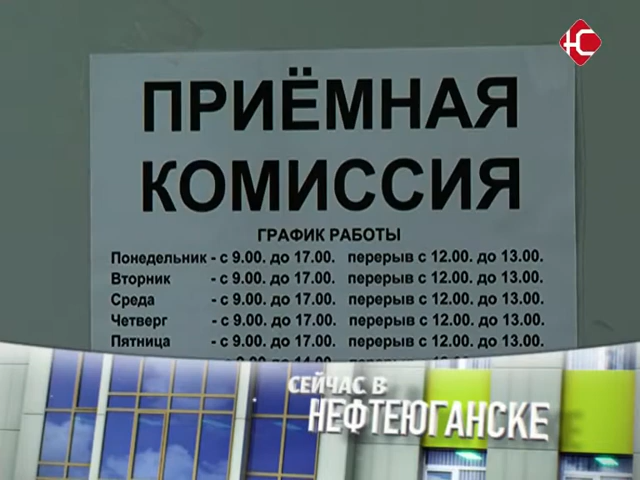 ЮС
ПРИЁМНАЯ
КОМИССИЯ
ГРАФИК РАБОТЫ
Понедельник - с 9.00. до 17.00. перерыв с 12.00. до 13.00.
Вторник - с 9.00. до 17.00. перерыв с 12.00. до 13.00.
Среда - с 9.00. до 17.00. перерыв с 12.00. до 13.00.
Четверг - с 9.00. до 17.00. перерыв с 12.00. до 13.00.
Пятница - с 9.00. до 17.00. перерыв с 12.00. до 13.00.
СЕЙЧАС В
НЕФТЕЮГАНСКЕ